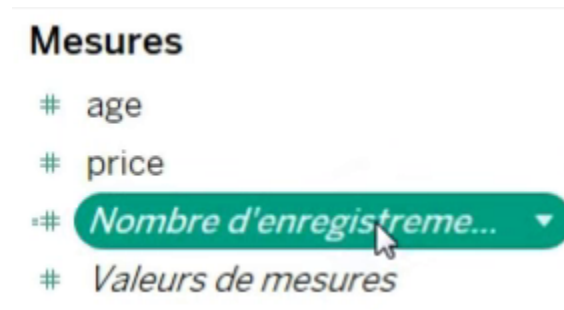 Mesures
# age
# price
=# Nombre d'enregistreme...
# Valeurs de mesures